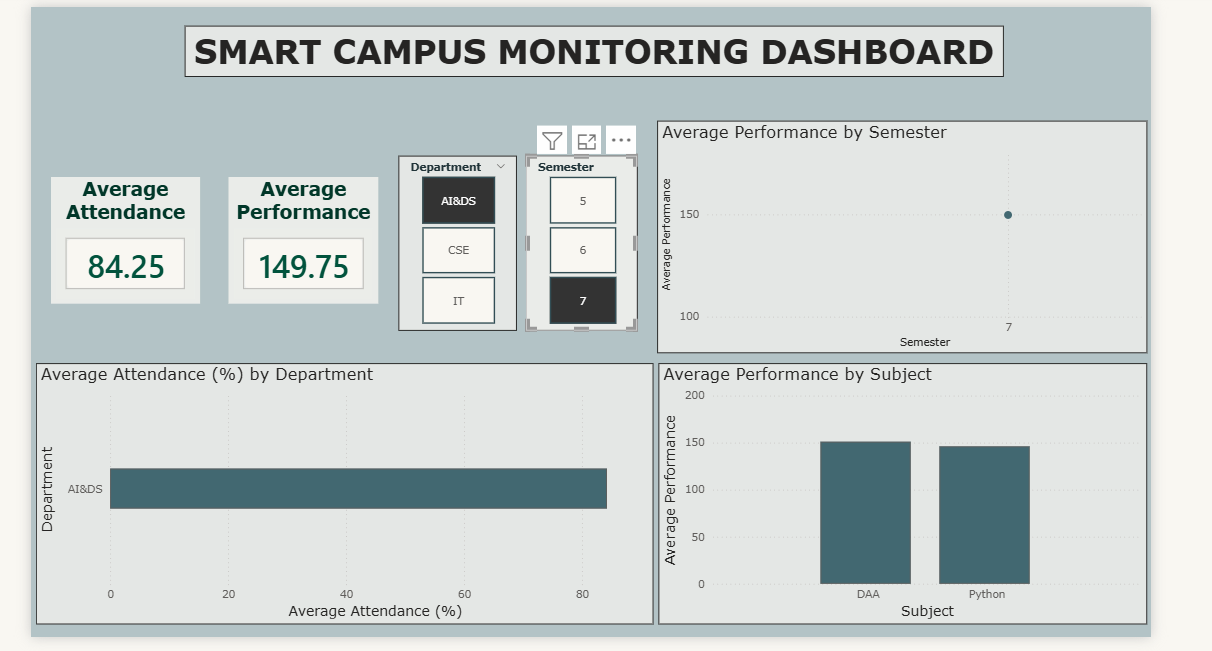 SMART CAMPUS MONITORING DASHBOARD
Average
Attendance
84.25
Average
Performance
149.75
Department
AI&DS
CSE
IT
Semester
5
6
7
Average Performance by Semester
Average Performance
150
100
7
Semester
Average Attendance (%) by Department
Department
AI&DS
0 20 40 60 80
Average Attendance (%)
Average Performance by Subject
Average Performance
200
150
100
50
0
DAA Python
Subject